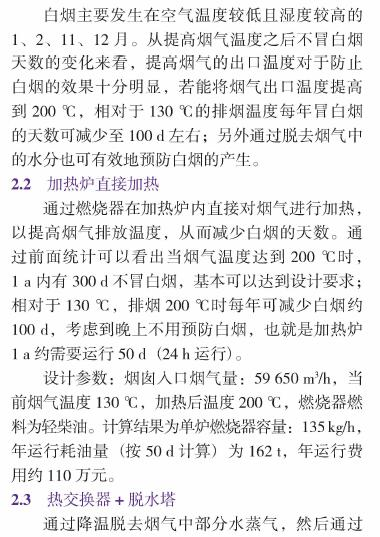 白烟主要发生在空气温度较低且湿度较高的
1、2、11、12 月。从提高烟气温度之后不冒白烟
天数的变化来看，提高烟气的出口温度对于防止
白烟的效果十分明显，若能将烟气出口温度提高
到 200 ℃，相对于 130 ℃的排烟温度每年冒白烟
的天数可减少至 100 d 左右；另外通过脱去烟气中
的水分也可有效地预防白烟的产生。
2.2 加热炉直接加热
通过燃烧器在加热炉内直接对烟气进行加热，
以提高烟气排放温度，从而减少白烟的天数。通
过前面统计可以看出当烟气温度达到 200 ℃时，
1 a 内有 300 d 不冒白烟，基本可以达到设计要求；
相对于 130 ℃，排烟 200 ℃时每年可减少白烟约
100 d，考虑到晚上不用预防白烟，也就是加热炉
1 a 约需要运行 50 d（24 h 运行）。
设计参数：烟囱入口烟气量：59 650 m³/h，当
前烟气温度 130 ℃，加热后温度 200 ℃，燃烧器燃
料为轻柴油。计算结果为单炉燃烧器容量：135 kg/h，
年运行耗油量（按 50 d 计算）为 162 t，年运行费
用约 110 万元。
2.3 热交换器 + 脱水塔
通过降温脱去烟气中部分水蒸气，然后通过